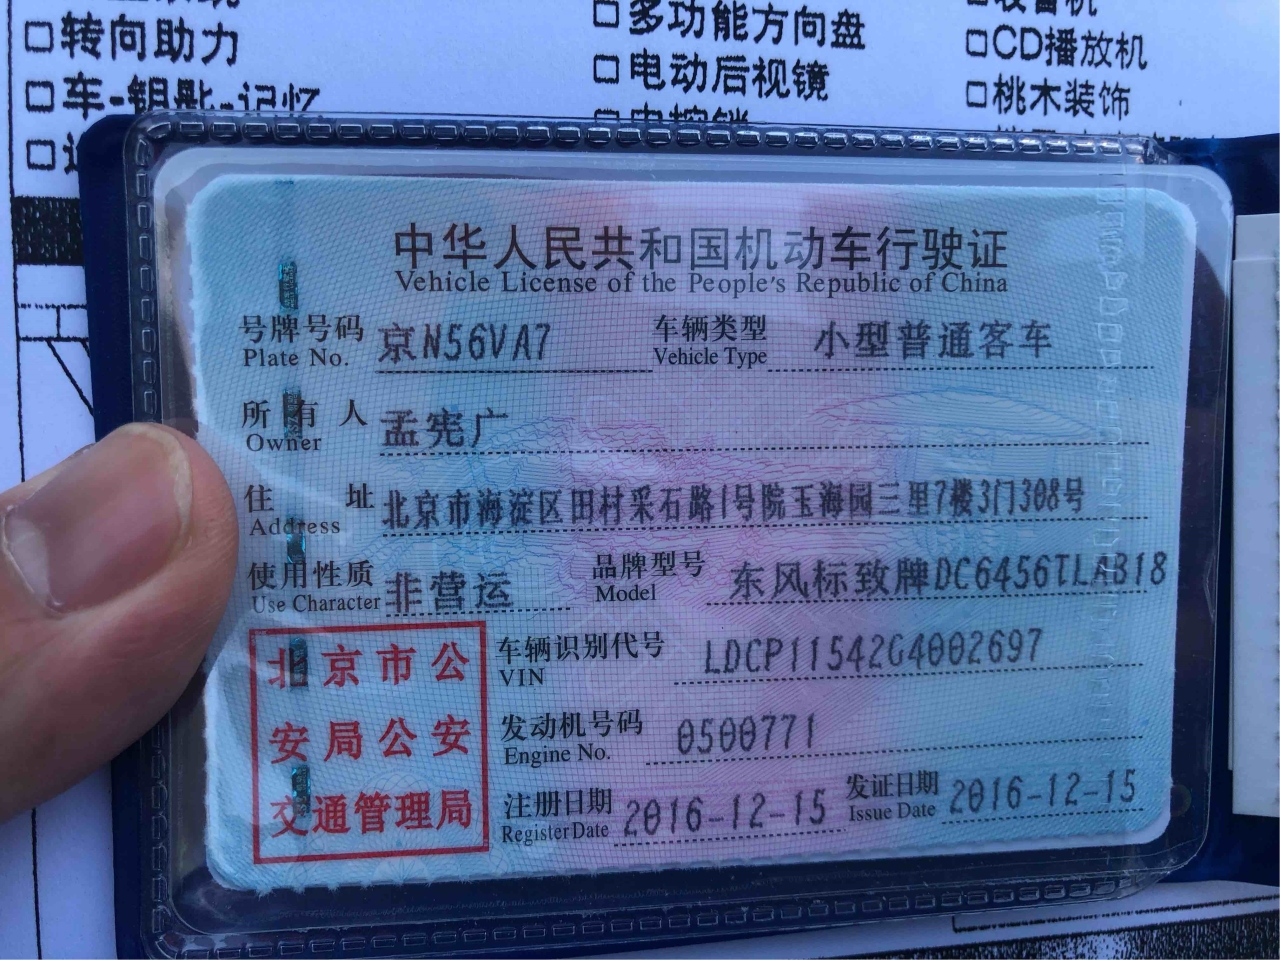 □转向助力
□多功能方向盘
□CD播放机
□车-钥匙-记忆
□电动后视镜
□桃木装饰
中华人民共和国机动车行驶证
Vehicle License of the People's Republic of China
号牌号码 京N56VA7 车辆类型 小型普通客车
Plate No. Vehicle Type
所有人 孟宪广
Owner
住址 北京市海淀区田村采石路1号院玉海园三里7楼3门308号
Address
使用性质 非营运 品牌型号 东风标致牌DC6456TLAB18
Use Character Model
北京市公
安局公安
交通管理局
车辆识别代号 LDCP11542G4002697
VIN
发动机号码 0500771
Engine No.
注册日期 2016-12-15 发证日期 2016-12-15
Register Date Issue Date